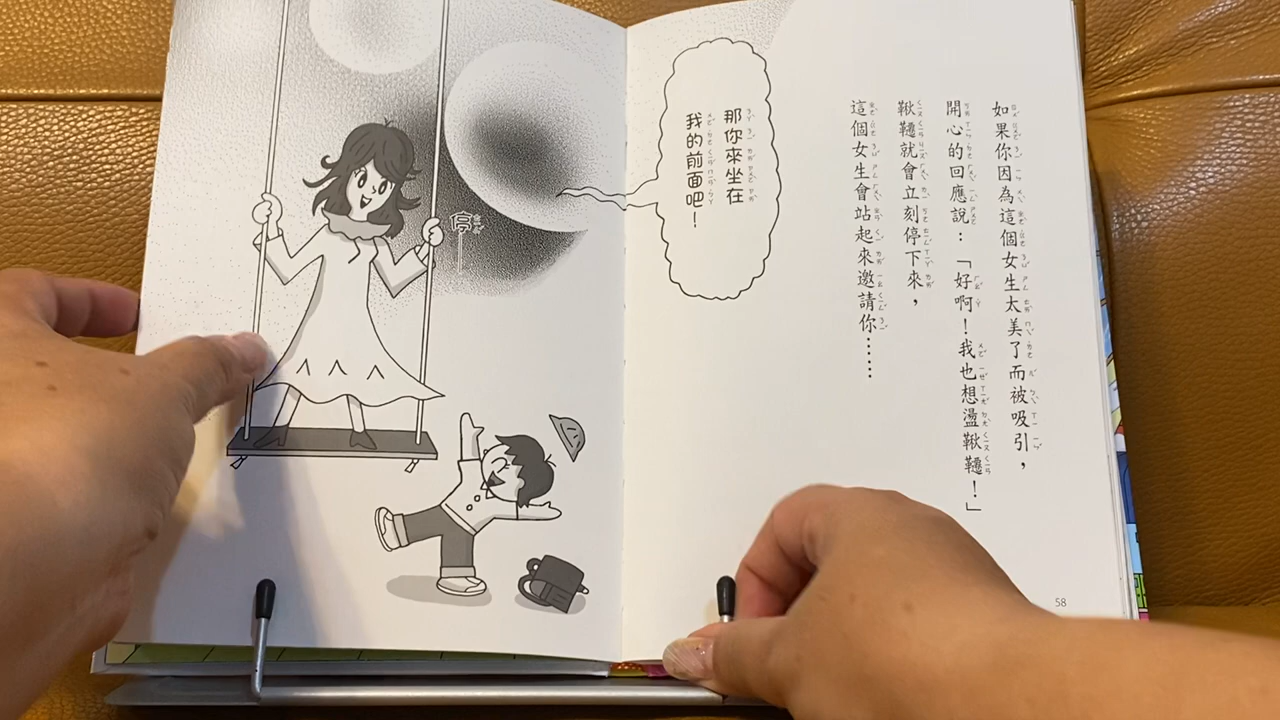 如果你因為這個女生太美了而被吸引，
開心的回應說：「好啊！我也想盪鞦韆！」
鞦韆就會立刻停下來，
這個女生會站起來邀請你……
那你來坐在
我的前面吧！
停
58